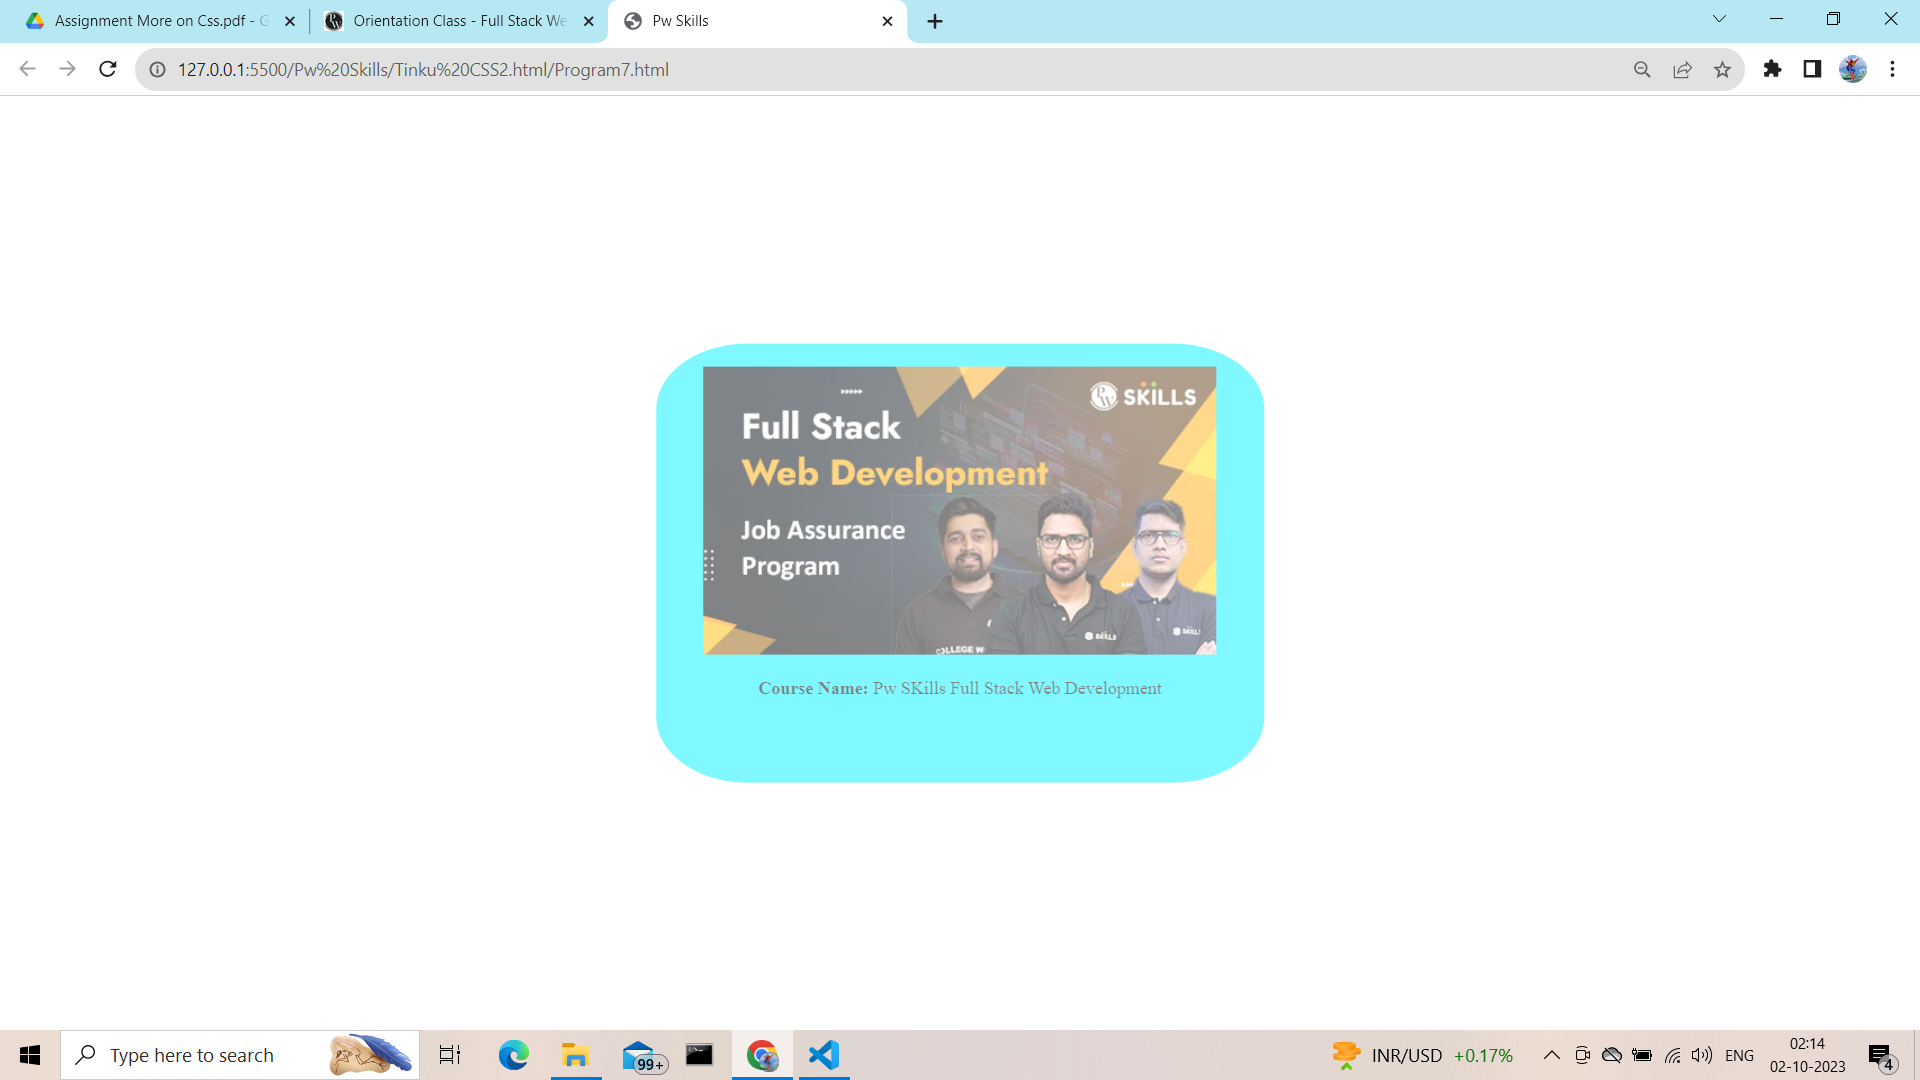 Assignment More on Css.pdf - G
Orientation Class - Full Stack We
Pw Skills
127.0.0.1:5500/Pw%20Skills/Tinku%20CSS2.html/Program7.html
PW SKILLS
Full Stack
Web Development
Job Assurance
Program
COLLEGE W
SKILLS
SKILL
Course Name: Pw SKills Full Stack Web Development
Type here to search
99+
INR/USD +0.17%
ENG
02:14
02-10-2023
4